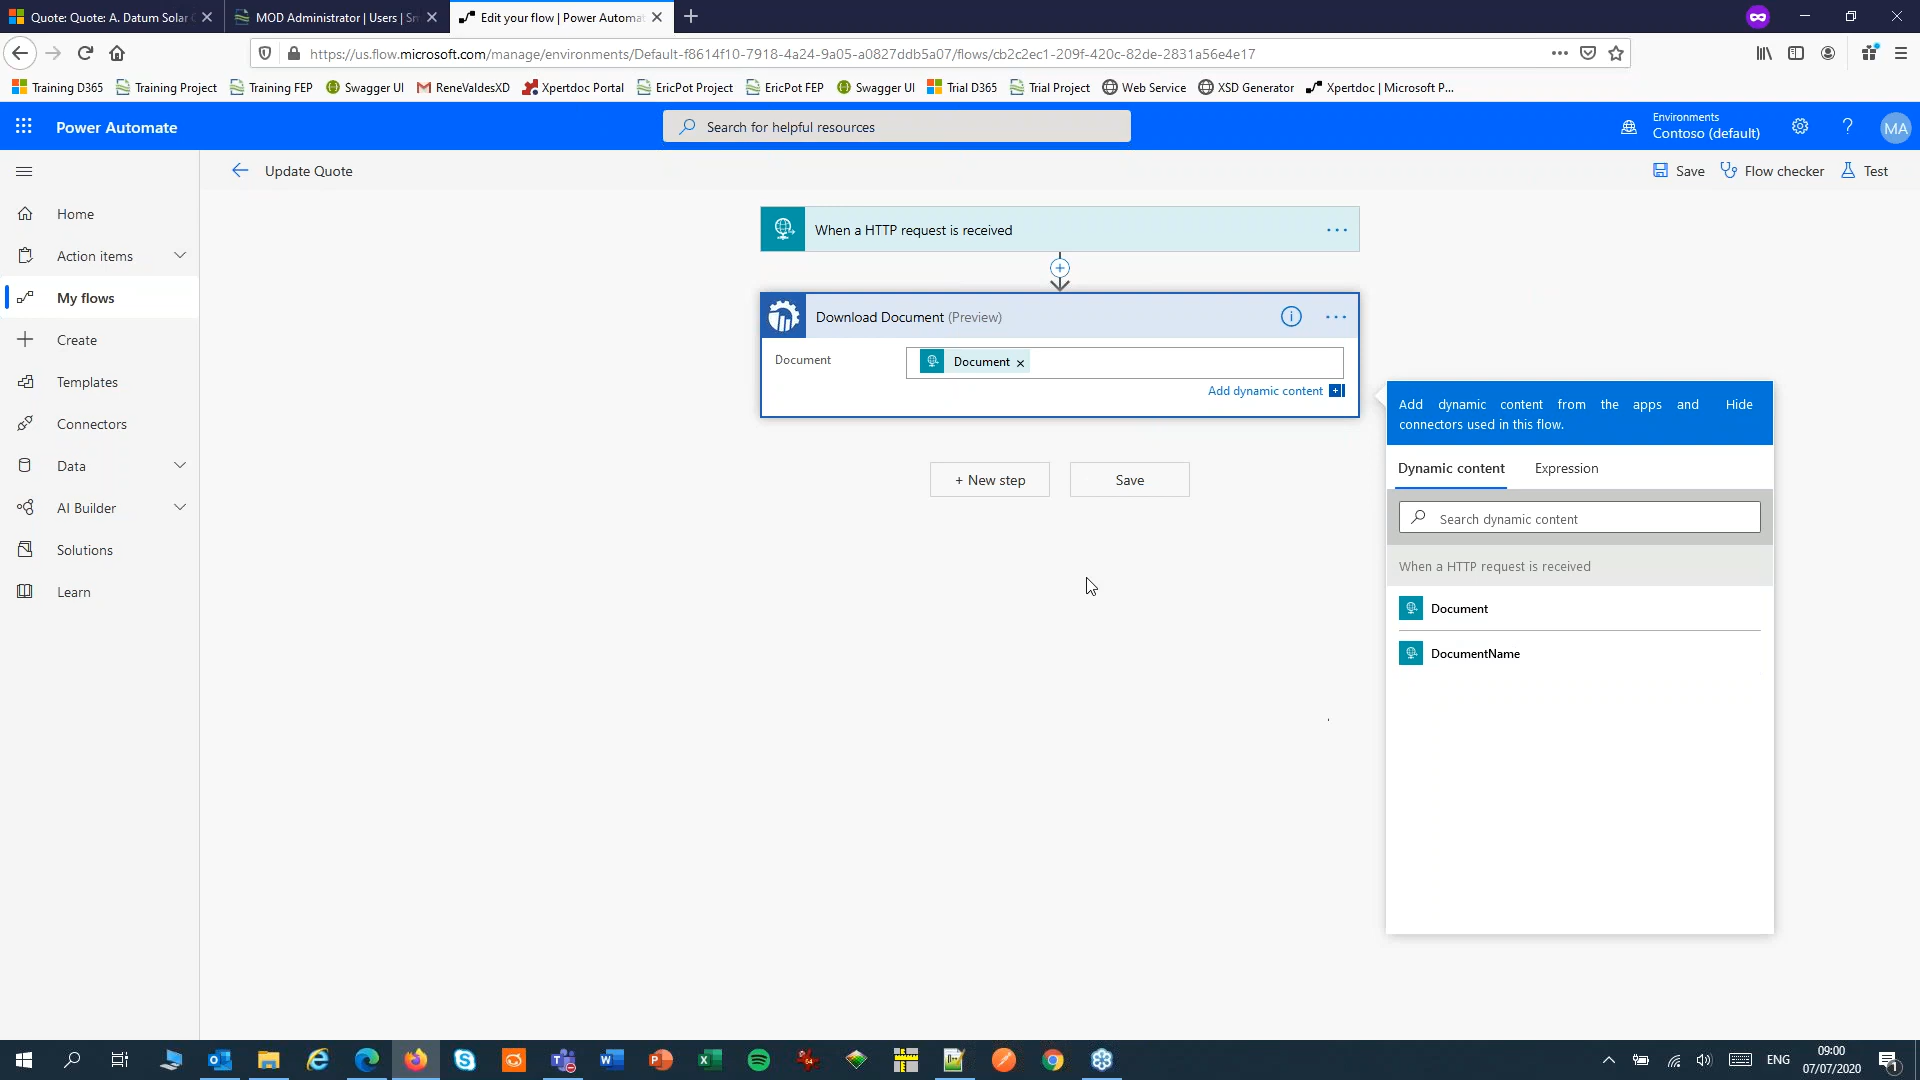 Quote: Quote: A. Datum Solar
MOD Administrator | Users | Sm
Edit your flow | Power Automat
https://us.flow.microsoft.com/manage/environments/Default-f8614f10-7918-4a24-9a05-a0827ddb5a07/flows/cb2c2ec1-209f-420c-82de-2831a56e4e17
Training D365
Training Project
Training FEP
Swagger UI
ReneValdesXD
Xpertdoc Portal
EricPot Project
EricPot FEP
Swagger UI
Trial D365
Trial Project
Web Service
XSD Generator
Xpertdoc | Microsoft P...
Power Automate
Search for helpful resources
Environments
Contoso (default)
?
MA
Update Quote
Save
Flow checker
Test
Home
Action items
My flows
Create
Templates
Connectors
Data
AI Builder
Solutions
Learn
When a HTTP request is received
Download Document (Preview)
Document
Document
Add dynamic content
+ New step
Save
Add dynamic content from the apps and
connectors used in this flow.
Hide
Dynamic content
Expression
Search dynamic content
When a HTTP request is received
Document
DocumentName
ENG
09:00
07/07/2020
1